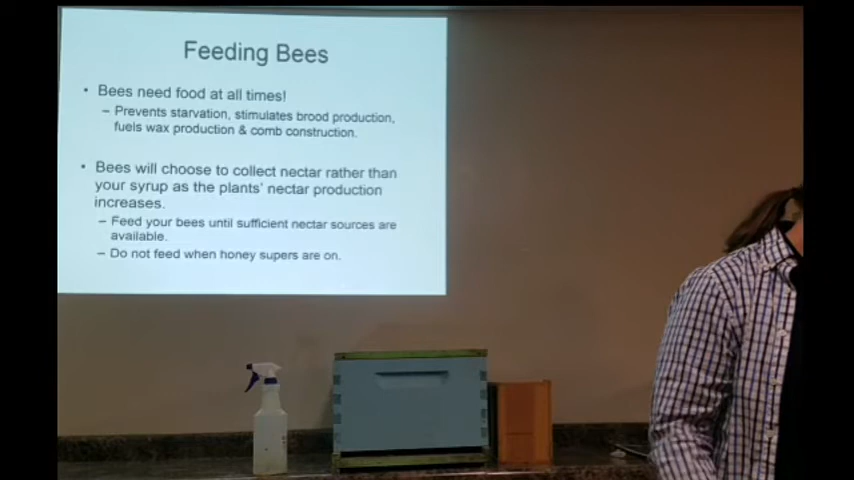 Feeding Bees
• Bees need food at all times!
– Prevents starvation, stimulates brood production,
fuels wax production & comb construction.
• Bees will choose to collect nectar rather than
your syrup as the plants' nectar production
increases.
– Feed your bees until sufficient nectar sources are
available.
– Do not feed when honey supers are on.